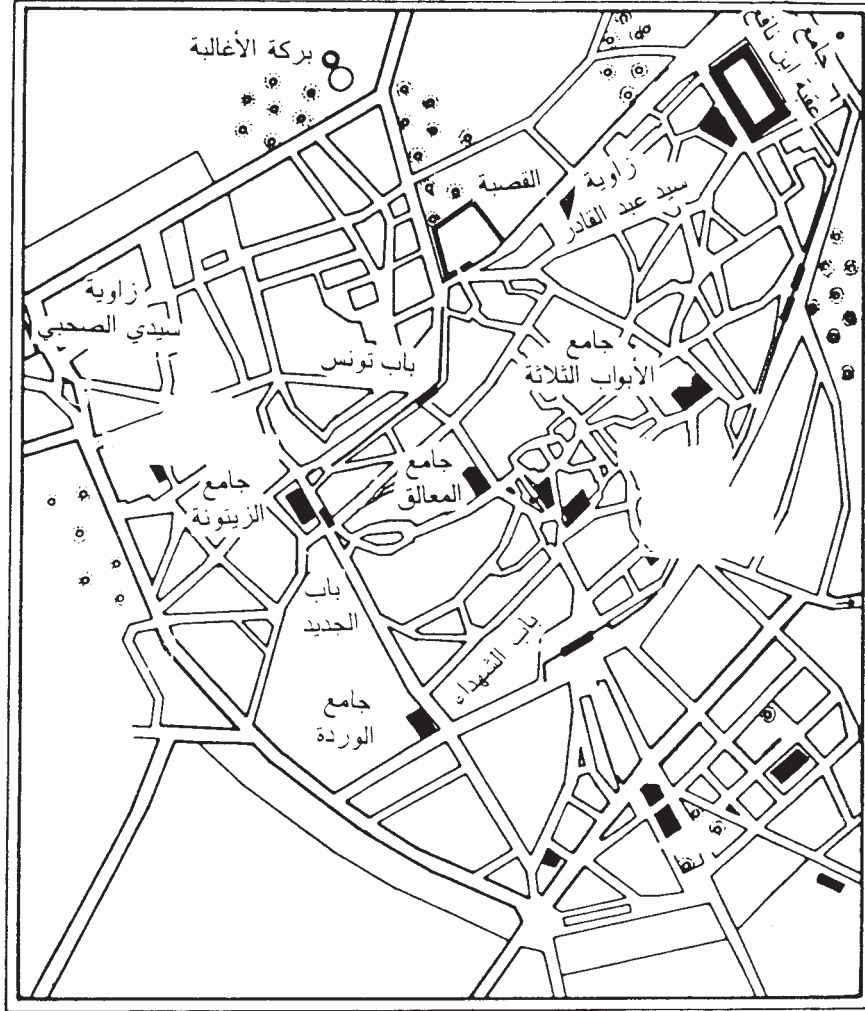 بركة الأغالبة
جامع
عقبة ابن نافع
القصبة
زاوية
سيد عبد القادر
زاوية
سيدي الصحبي
باب تونس
جامع
الأبواب الثلاثة
جامع
الزيتونة
جامع
المعالق
باب
الجديد
باب الشهداء
جامع
الوردة